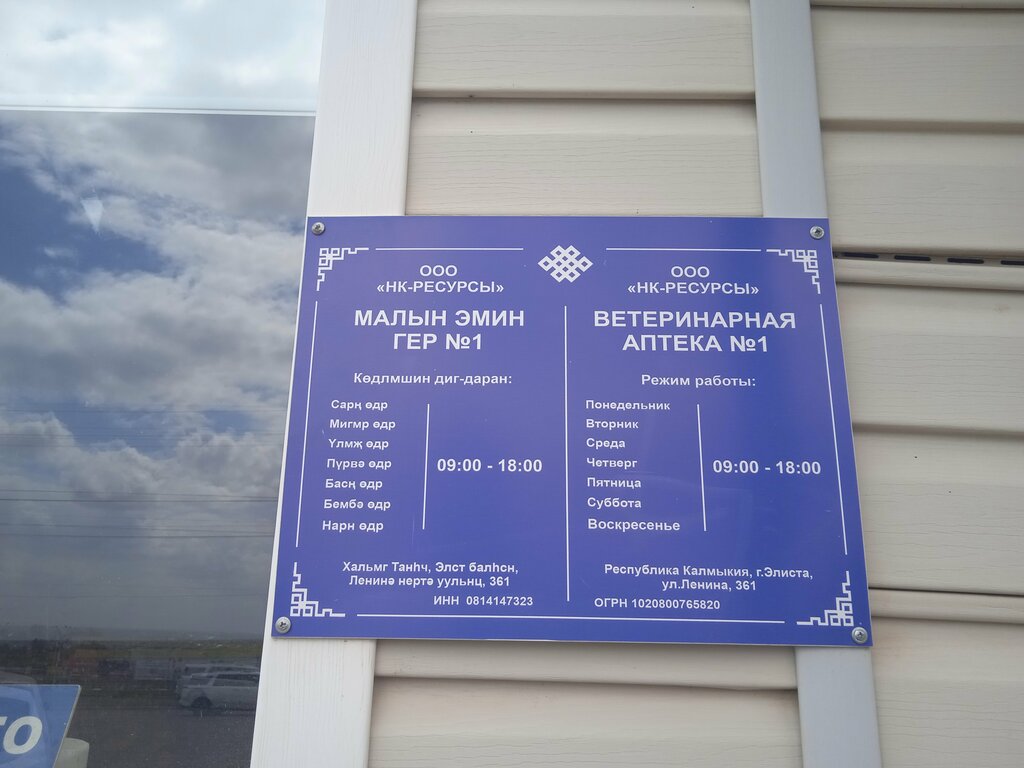 ООО
«НК-РЕСУРСЫ»
МАЛЫН ЭМИН
ГЕР №1
Көдлмшин диг-даран:
Сарң өдр
Мигмр өдр
Үлмҗ өдр
Пүрвә өдр
Басң өдр
Бембә өдр
Нарн өдр
09:00 - 18:00
Хальмг Таңһч, Элст балһсн,
Ленинә нертә уульнц, 361
ИНН 0814147323
ООО
«НК-РЕСУРСЫ»
ВЕТЕРИНАРНАЯ
АПТЕКА №1
Режим работы:
Понедельник
Вторник
Среда
Четверг
Пятница
Суббота
Воскресенье
09:00 - 18:00
Республика Калмыкия, г.Элиста,
ул.Ленина, 361
ОГРН 1020800765820